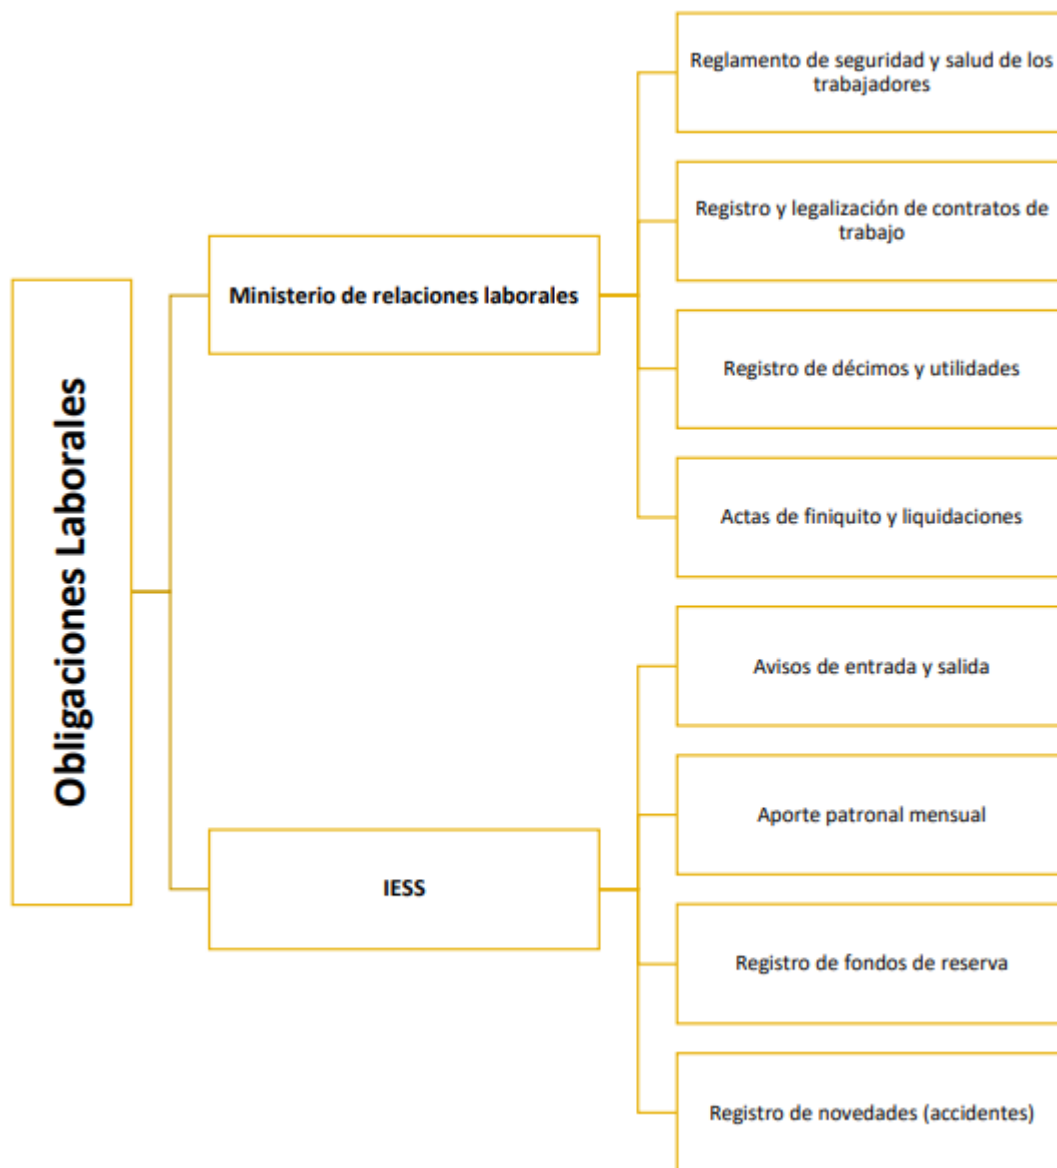 Obligaciones Laborales
Ministerio de relaciones laborales
Reglamento de seguridad y salud de los
trabajadores
Registro y legalización de contratos de
trabajo
Registro de décimos y utilidades
Actas de finiquito y liquidaciones
IESS
Avisos de entrada y salida
Aporte patronal mensual
Registro de fondos de reserva
Registro de novedades (accidentes)